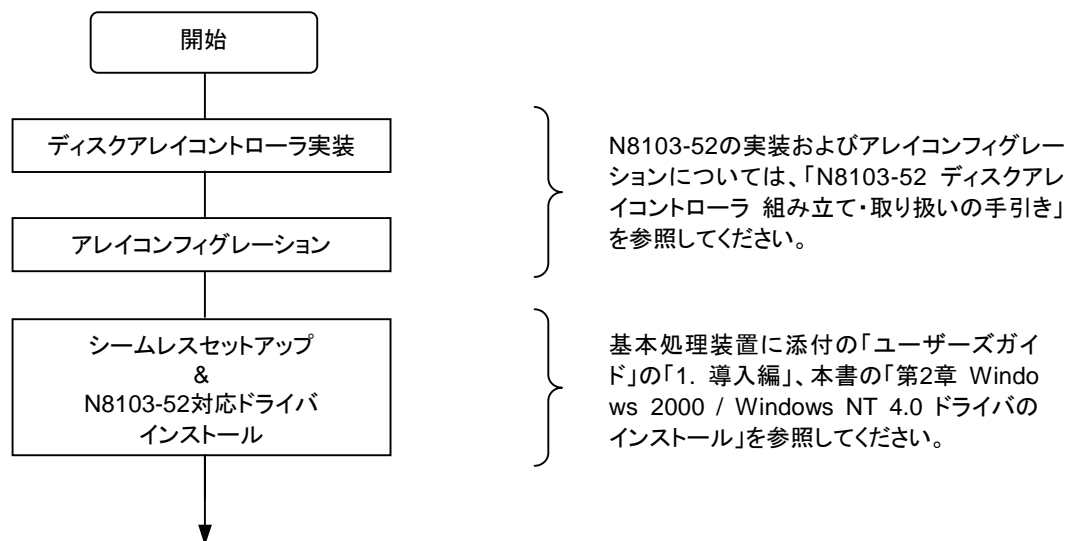 開始
ディスクアレイコントローラ実装
アレイコンフィグレーション
N8103-52の実装およびアレイコンフィグレー
ションについては、「N8103-52 ディスクアレ
イコントローラ 組み立て・取り扱いの手引き」
を参照してください。
シームレスセットアップ
&
N8103-52対応ドライバ
インストール
基本処理装置に添付の「ユーザーズガイ
ド」の「1. 導入編」、本書の「第2章 Windo
ws 2000 / Windows NT 4.0 ドライバの
インストール」を参照してください。